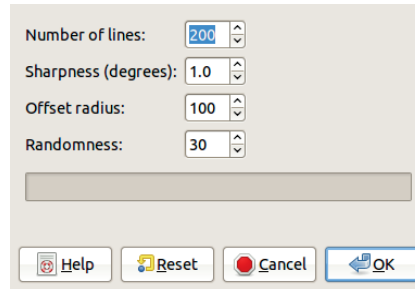 Number of lines: 200
Sharpness (degrees): 1.0
Offset radius: 100
Randomness: 30
Help Reset Cancel OK